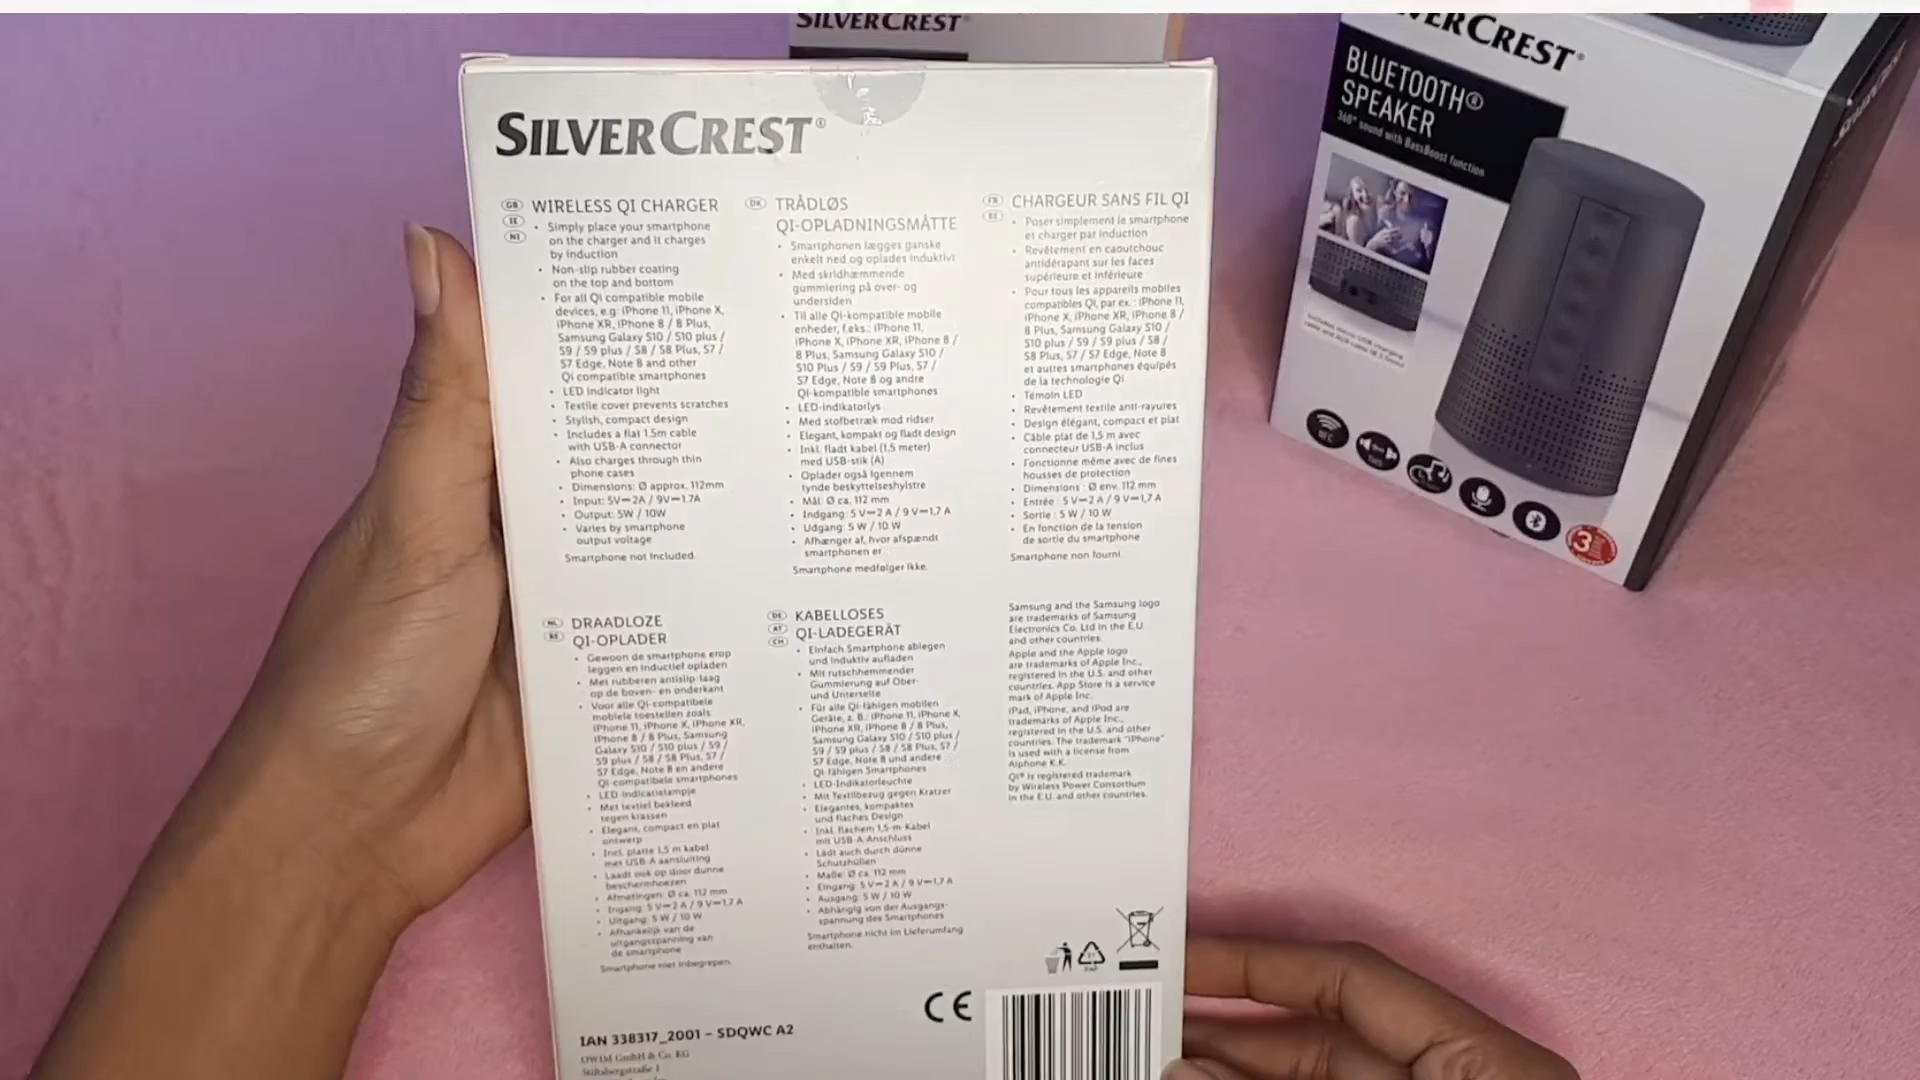 SILVERCREST®
SILVERCREST®
GB IE NI
WIRELESS QI CHARGER
• Simply place your smartphone
on the charger and it charges
by induction
• Non-slip rubber coating
on the top and bottom
• For all Qi compatible mobile
devices, e.g: iPhone 11, iPhone X,
iPhone XR, iPhone 8 / 8 Plus,
Samsung Galaxy S10 / S10 plus /
S9 / S9 plus / S8 / S8 Plus, S7 /
S7 Edge, Note 8 and other
Qi compatible smartphones
• LED indicator light
• Textile cover prevents scratches
• Stylish, compact design
• Includes a flat 1.5m cable
with USB-A connector
• Also charges through thin
phone cases
• Dimensions: Ø approx. 112mm
• Input: 5V⎓2A / 9V⎓1.7A
• Output: 5W / 10W
• Varies by smartphone
output voltage
Smartphone not included.
DK
TRÅDLØS
QI-OPLADNINGSMÅTTE
• Smartphonen lægges ganske
enkelt ned og oplades induktivt
• Med skridhæmmende
gummiering på over- og
undersiden
• Til alle Qi-kompatible mobile
enheder, f.eks.: iPhone 11,
iPhone X, iPhone XR, iPhone 8 /
8 Plus, Samsung Galaxy S10 /
S10 Plus / S9 / S9 Plus, S7 /
S7 Edge, Note 8 og andre
Qi-kompatible smartphones
• LED-indikatorlys
• Med stofbetræk mod ridser
• Elegant, kompakt og fladt design
• Inkl. fladt kabel (1,5 meter)
med USB-stik (A)
• Oplader også igennem
tynde beskyttelseshylstre
• Mål: Ø ca. 112 mm
• Indgang: 5 V⎓2 A / 9 V⎓1,7 A
• Udgang: 5 W / 10 W
• Afhænger af, hvor afspændt
smartphonen er
Smartphone medfølger ikke.
FR BE
CHARGEUR SANS FIL QI
• Poser simplement le smartphone
et charger par induction
• Revêtement en caoutchouc
antidérapant sur les faces
supérieure et inférieure
• Pour tous les appareils mobiles
compatibles Qi, par ex. : iPhone 11,
iPhone X, iPhone XR, iPhone 8 /
8 Plus, Samsung Galaxy S10 /
S10 plus / S9 / S9 plus / S8 /
S8 Plus, S7 / S7 Edge, Note 8
et autres smartphones équipés
de la technologie Qi
• Témoin LED
• Revêtement textile anti-rayures
• Design élégant, compact et plat
• Câble plat de 1,5 m avec
connecteur USB-A inclus
• Fonctionne même avec de fines
housses de protection
• Dimensions : Ø env. 112 mm
• Entrée : 5 V⎓2 A / 9 V⎓1,7 A
• Sortie : 5 W / 10 W
• En fonction de la tension
de sortie du smartphone
Smartphone non fourni.
NL BE
DRAADLOZE
QI-OPLADER
• Gewoon de smartphone erop
leggen en inductief opladen
• Met rubberen antislip-laag
op de boven- en onderkant
• Voor alle Qi-compatibele
mobiele toestellen zoals
iPhone 11, iPhone X, iPhone XR,
iPhone 8 / 8 Plus, Samsung
Galaxy S10 / S10 plus / S9 /
S9 plus / S8 / S8 Plus, S7 /
S7 Edge, Note 8 en andere
Qi-compatibele smartphones
• LED-indicatielampje
• Met textiel bekleed
tegen krassen
• Elegant, compact en plat
ontwerp
• Incl. platte 1,5 m kabel
met USB-A aansluiting
• Laadt ook op door dunne
beschermhoezen
• Afmetingen: Ø ca. 112 mm
• Ingang: 5 V⎓2 A / 9 V⎓1,7 A
• Uitgang: 5 W / 10 W
• Afhankelijk van de
uitgangsspanning van
de smartphone
Smartphone niet inbegrepen.
DE AT CH
KABELLOSES
QI-LADEGERÄT
• Einfach Smartphone ablegen
und induktiv aufladen
• Mit rutschhemmender
Gummierung auf Ober-
und Unterseite
• Für alle Qi-fähigen mobilen
Geräte, z. B.: iPhone 11, iPhone X,
iPhone XR, iPhone 8 / 8 Plus,
Samsung Galaxy S10 / S10 plus /
S9 / S9 plus / S8 / S8 Plus, S7 /
S7 Edge, Note 8 und andere
Qi-fähigen Smartphones
• LED-Indikatorleuchte
• Mit Textilbezug gegen Kratzer
• Elegantes, kompaktes
und flaches Design
• Inkl. flachem 1,5-m-Kabel
mit USB-A-Anschluss
• Lädt auch durch dünne
Schutzhüllen
• Maße: Ø ca. 112 mm
• Eingang: 5 V⎓2 A / 9 V⎓1,7 A
• Ausgang: 5 W / 10 W
• Abhängig von der Ausgangs-
spannung des Smartphones
Smartphone nicht im Lieferumfang
enthalten.
Samsung and the Samsung logo
are trademarks of Samsung
Electronics Co. Ltd in the E.U.
and other countries.
Apple and the Apple logo
are trademarks of Apple Inc.,
registered in the U.S. and other
countries. App Store is a service
mark of Apple Inc.
iPad, iPhone, and iPod are
trademarks of Apple Inc.,
registered in the U.S. and other
countries. The trademark "iPhone"
is used with a license from
Aiphone K.K.
Qi® is registered trademark
by Wireless Power Consortium
in the E.U. and other countries.
CE
IAN 338317_2001 – SDQWC A2
OWIM GmbH & Co. KG
Stiftsbergstraße 1
VERCREST®
BLUETOOTH®
SPEAKER
360° sound with BassBoost function
NFC
3